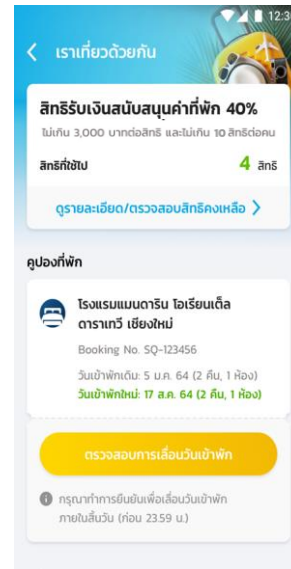 12:3
เราเที่ยวด้วยกัน
สิทธิรับเงินสนับสนุนค่าที่พัก 40%
ไม่เกิน 3,000 บาทต่อสิทธิ และไม่เกิน 10 สิทธิต่อคน
สิทธิที่ใช้ไป 4 สิทธิ
ดูรายละเอียด/ตรวจสอบสิทธิคงเหลือ
คูปองที่พัก
โรงแรมแมนดาริน โอเรียนเต็ล
ดาราเทวี เชียงใหม่
Booking No. SQ-123456
วันเข้าพักเดิม: 5 ม.ค. 64 (2 คืน, 1 ห้อง)
วันเข้าพักใหม่: 17 ส.ค. 64 (2 คืน, 1 ห้อง)
ตรวจสอบการเลื่อนวันเข้าพัก
กรุณาทำการยืนยันเพื่อเลื่อนวันเข้าพัก
ภายในสิ้นวัน (ก่อน 23.59 น.)